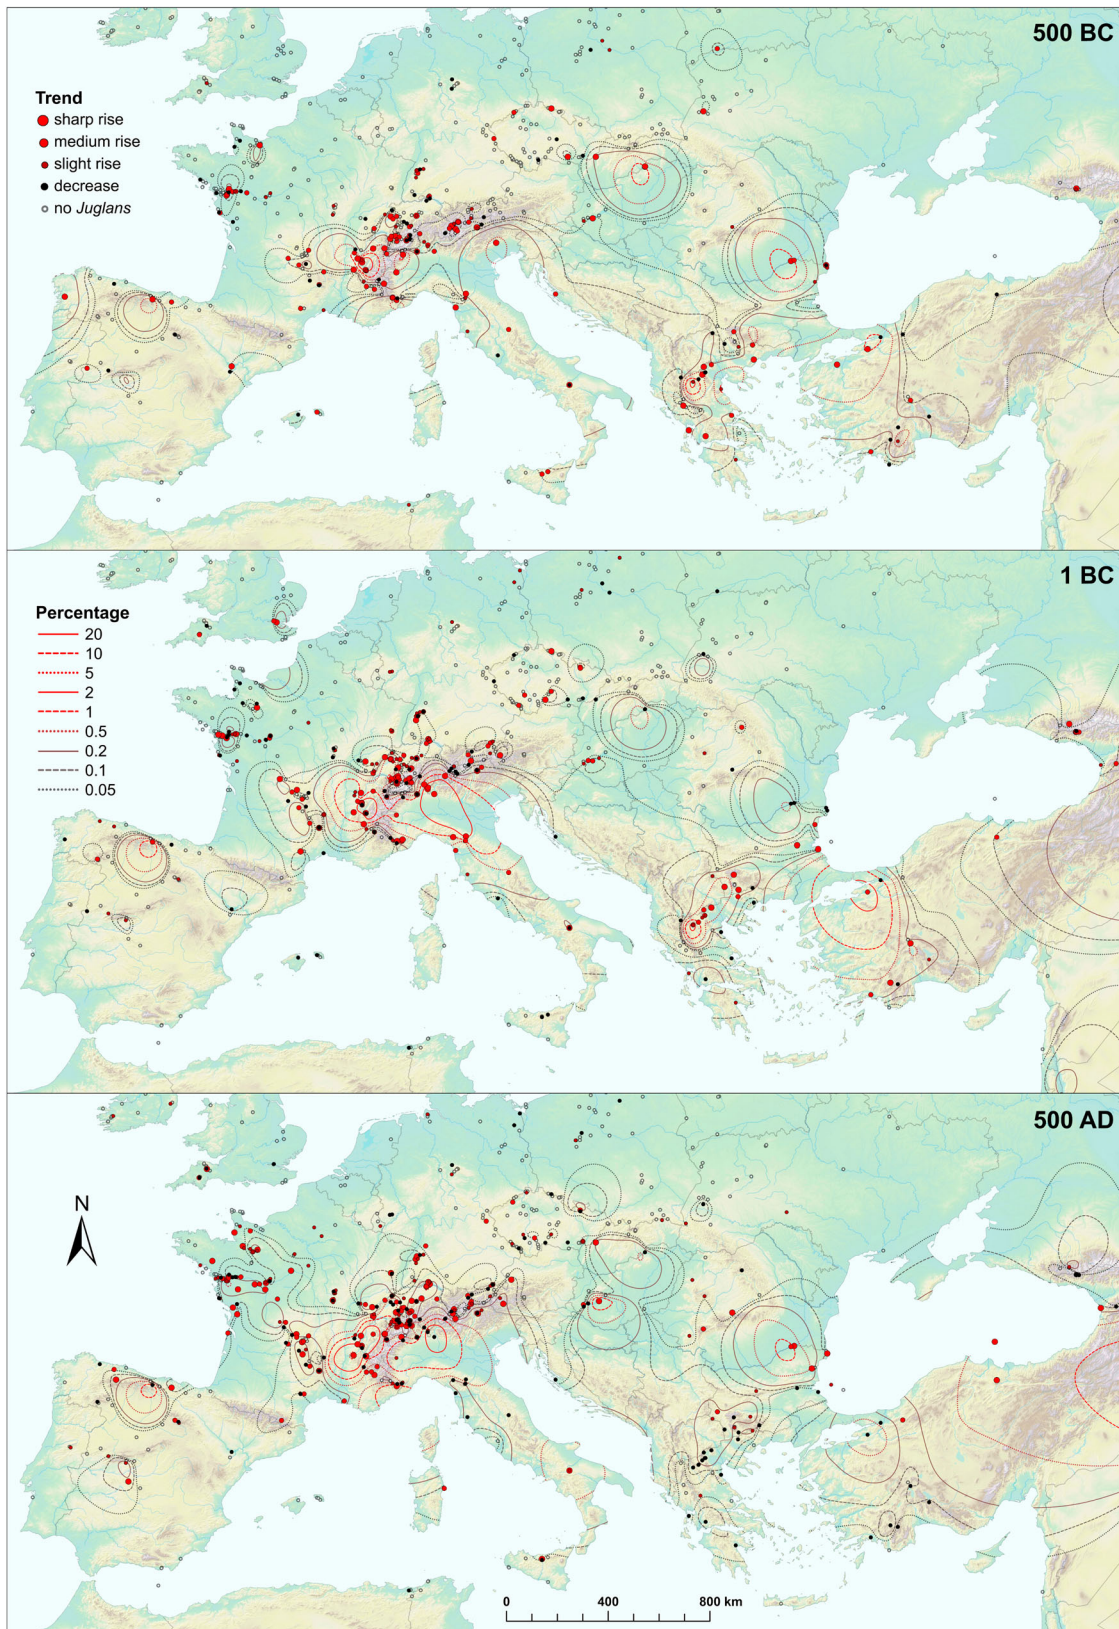 500 BC
Trend
sharp rise
medium rise
slight rise
decrease
no Juglans
1 BC
Percentage
20
10
5
2
1
0.5
0.2
0.1
0.05
500 AD
N
0 400 800 km